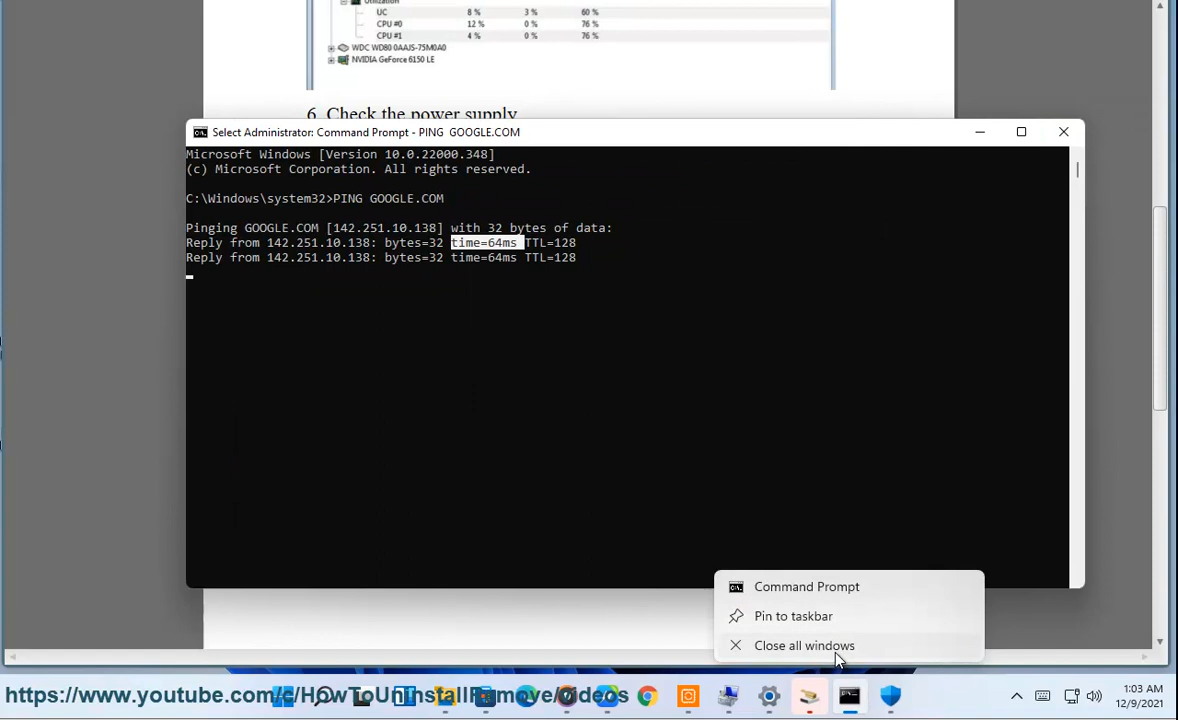 Utilization
UC 8 % 3 % 60 %
CPU #0 12 % 0 % 76 %
CPU #1 4 % 0 % 76 %
WDC WD80 0AAJS-75M0A0
NVIDIA GeForce 6150 LE
6. Check the power supply
Select Administrator: Command Prompt - PING GOOGLE.COM
Microsoft Windows [Version 10.0.22000.348]
(c) Microsoft Corporation. All rights reserved.
C:\Windows\system32>PING GOOGLE.COM
Pinging GOOGLE.COM [142.251.10.138] with 32 bytes of data:
Reply from 142.251.10.138: bytes=32 time=64ms TTL=128
Reply from 142.251.10.138: bytes=32 time=64ms TTL=128
Command Prompt
Pin to taskbar
Close all windows
https://www.youtube.com/c/HowToUninstallRemove/videos
1:03 AM
12/9/2021